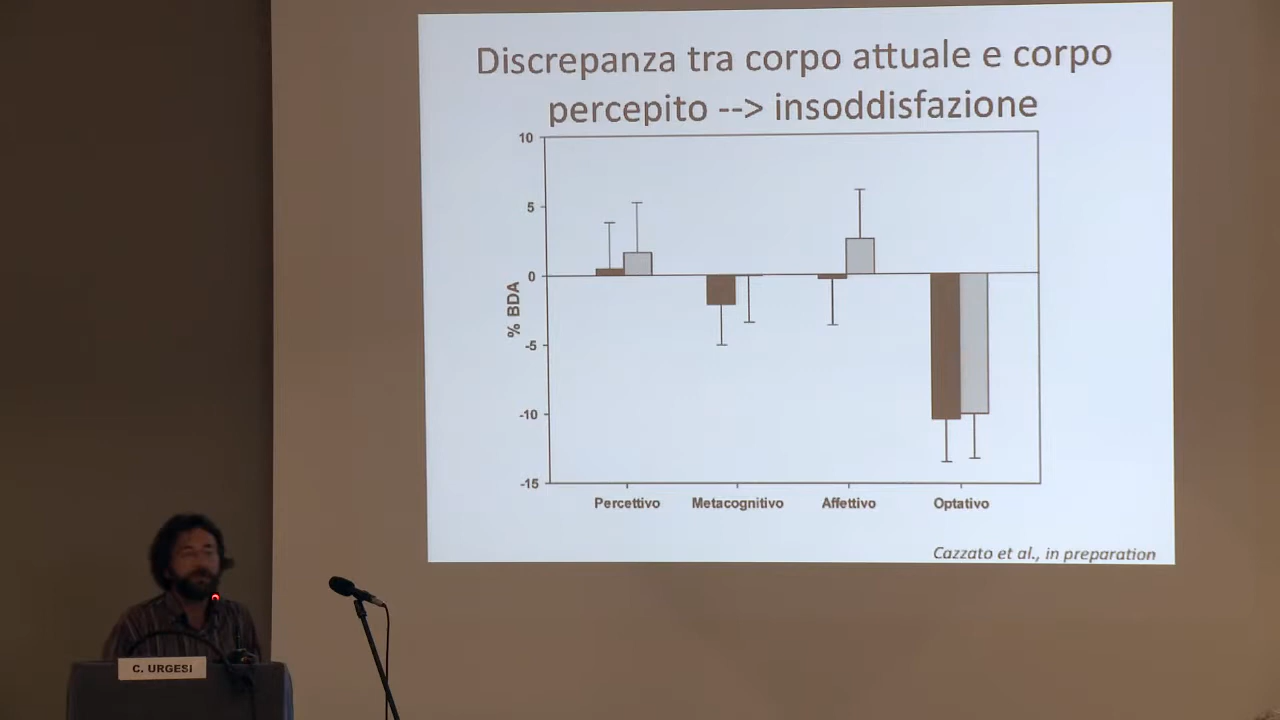 Discrepanza tra corpo attuale e corpo
percepito --> insoddisfazione
10
5
0
-5
-10
-15
% BDA
Percettivo Metacognitivo Affettivo Optativo
Cazzato et al., in preparation
C. URGESI